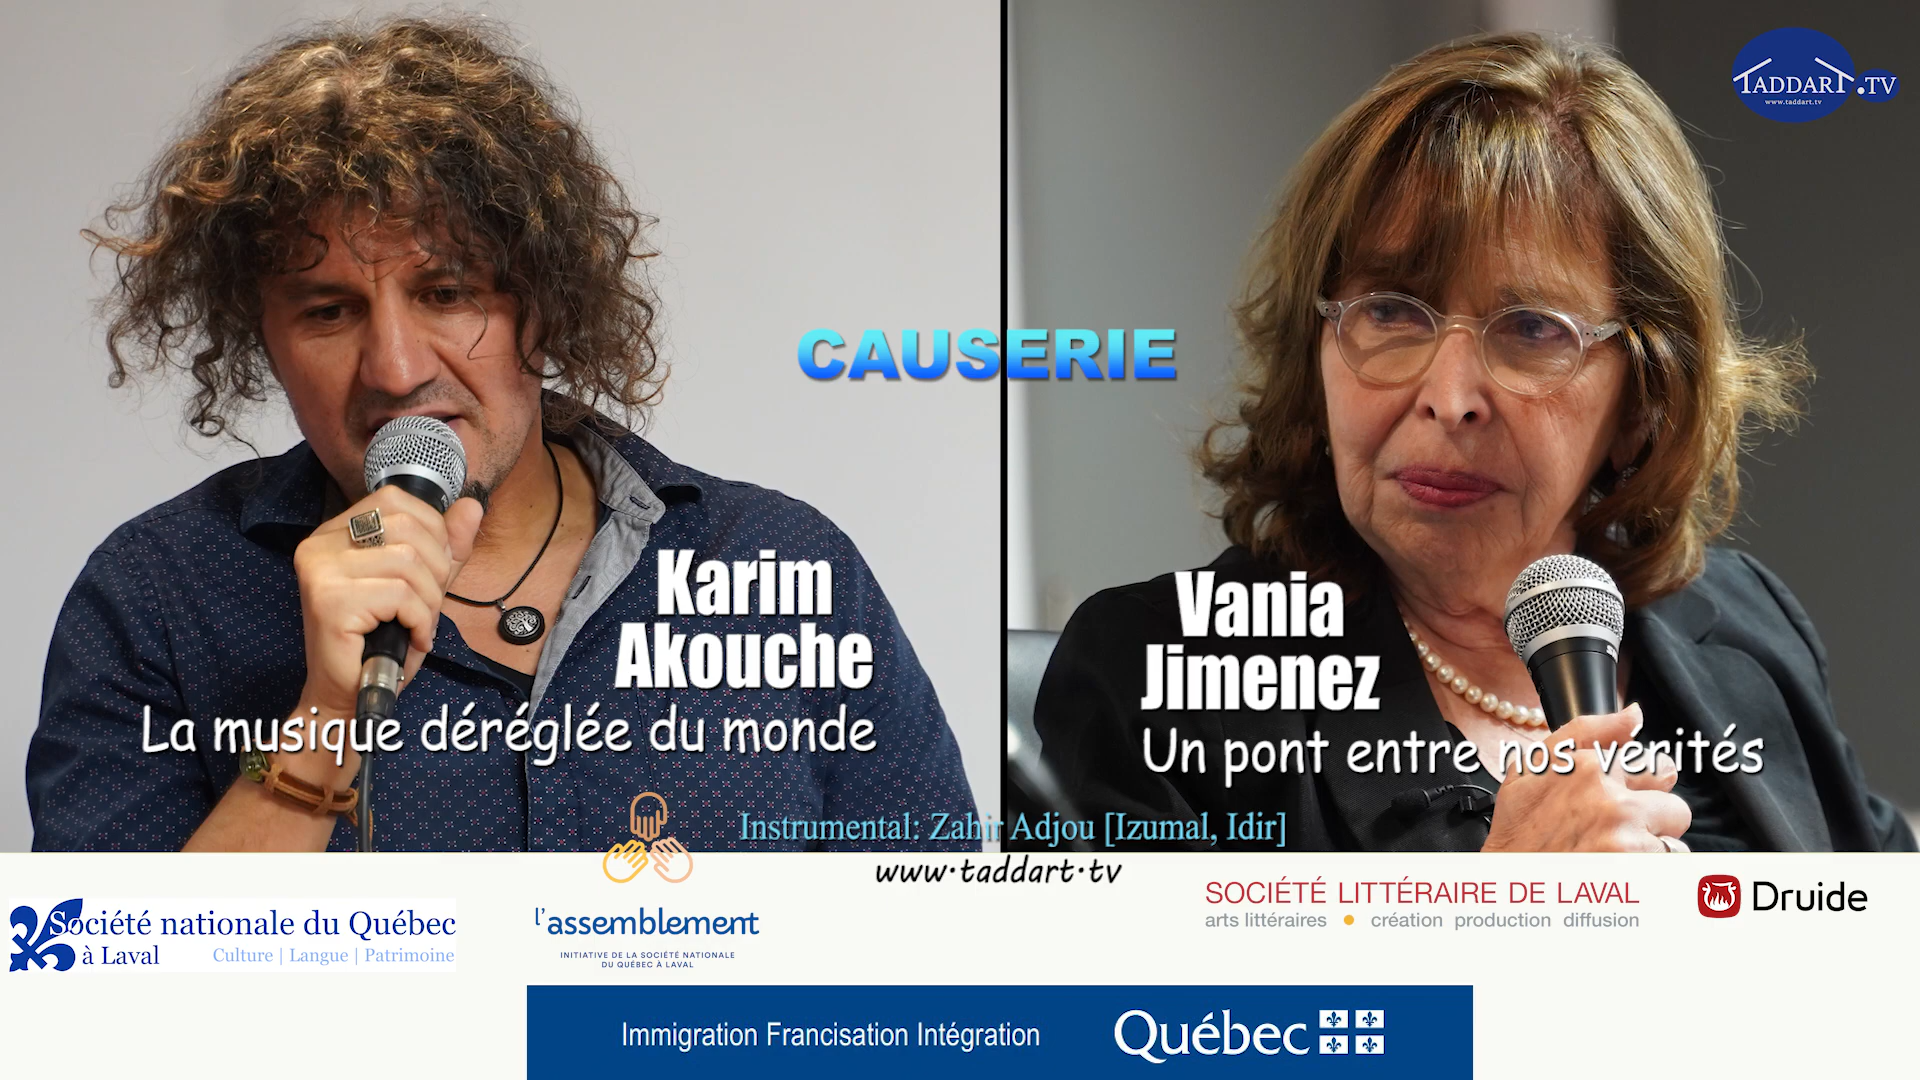 TADDART.TV
www.taddart.tv
CAUSERIE
Karim
Akouche
La musique déréglée du monde
Vania
Jimenez
Un pont entre nos vérités
Instrumental: Zahir Adjou [Izumal, Idir]
www.taddart.tv
Société nationale du Québec
à Laval
Culture | Langue | Patrimoine
l'assemblement
INITIATIVE DE LA SOCIÉTÉ NATIONALE
DU QUÉBEC À LAVAL
SOCIÉTÉ LITTÉRAIRE DE LAVAL
arts littéraires • création production diffusion
Druide
Immigration Francisation Intégration
Québec